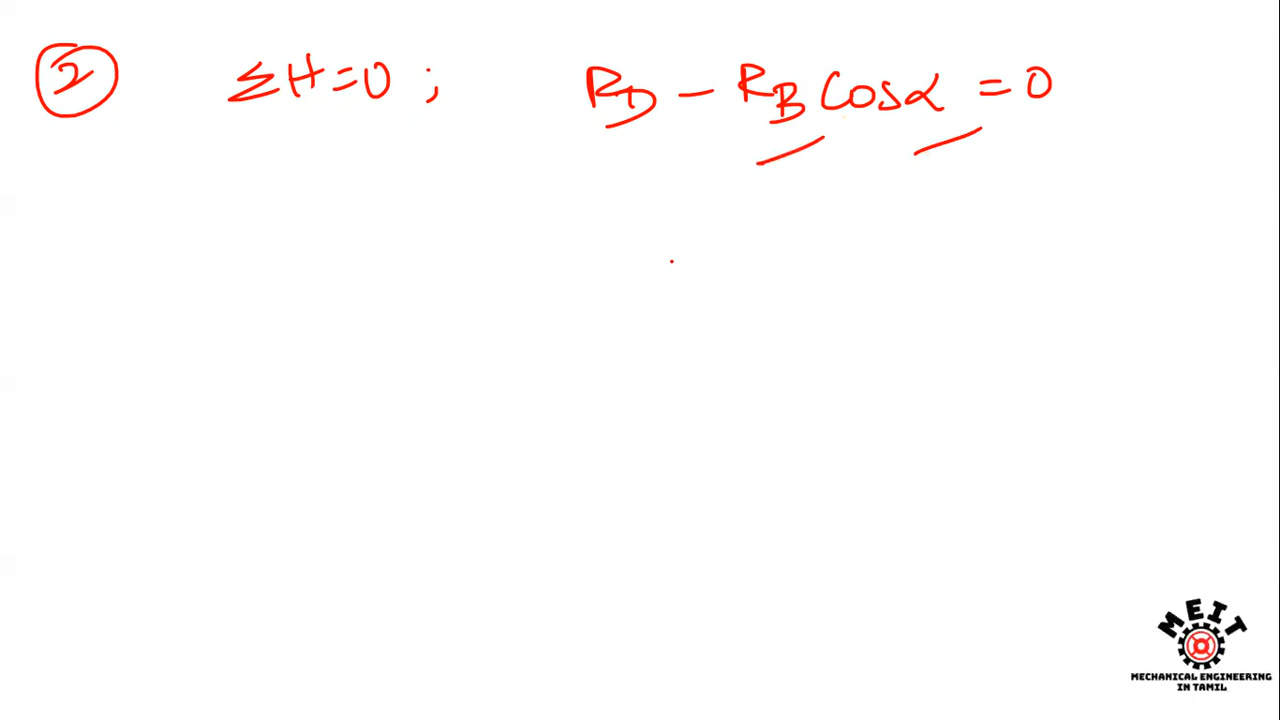 ② ΣH=0 ; R_D - R_B Cosα = 0
MEIT
MECHANICAL ENGINEERING
IN TAMIL